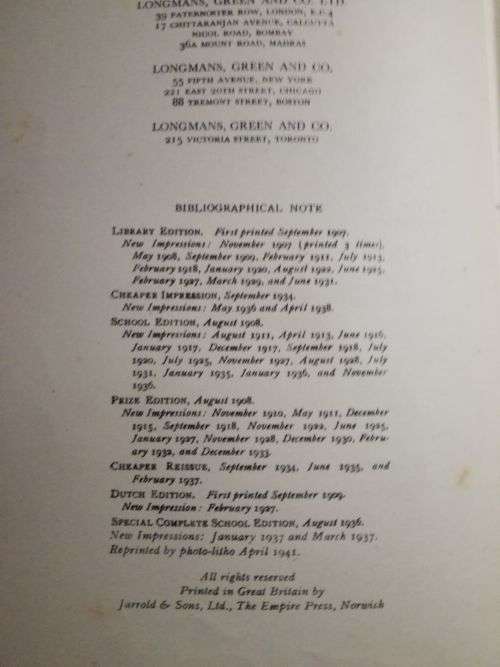 LONGMANS, GREEN AND CO. LTD.
39 PATERNOSTER ROW, LONDON, E.C.4
17 CHITTARANJAN AVENUE, CALCUTTA
NICOL ROAD, BOMBAY
36A MOUNT ROAD, MADRAS
LONGMANS, GREEN AND CO.
55 FIFTH AVENUE, NEW YORK
221 EAST 20TH STREET, CHICAGO
88 TREMONT STREET, BOSTON
LONGMANS, GREEN AND CO.
215 VICTORIA STREET, TORONTO
BIBLIOGRAPHICAL NOTE
LIBRARY EDITION. First printed September 1907.
New Impressions: November 1907 (printed 3 times),
May 1908, September 1909, February 1911, July 1913,
February 1918, January 1920, August 1922, June 1925,
February 1927, March 1929, and June 1931.
CHEAPER IMPRESSION, September 1934.
New Impressions: May 1936 and April 1938.
SCHOOL EDITION, August 1908.
New Impressions: August 1911, April 1913, June 1916,
January 1917, December 1917, September 1918, July
1920, July 1925, November 1927, August 1928, July
1931, January 1935, January 1936, and November
1936.
PRIZE EDITION, August 1908.
New Impressions: November 1910, May 1911, December
1915, September 1918, November 1922, June 1925,
January 1927, November 1928, December 1930, Febru-
ary 1932, and December 1933.
CHEAPER REISSUE, September 1934, June 1935, and
February 1937.
DUTCH EDITION. First printed September 1909.
New Impression: February 1927.
SPECIAL COMPLETE SCHOOL EDITION, August 1936.
New Impressions: January 1937 and March 1937.
Reprinted by photo-litho April 1941.
All rights reserved
Printed in Great Britain by
Jarrold & Sons, Ltd., The Empire Press, Norwich